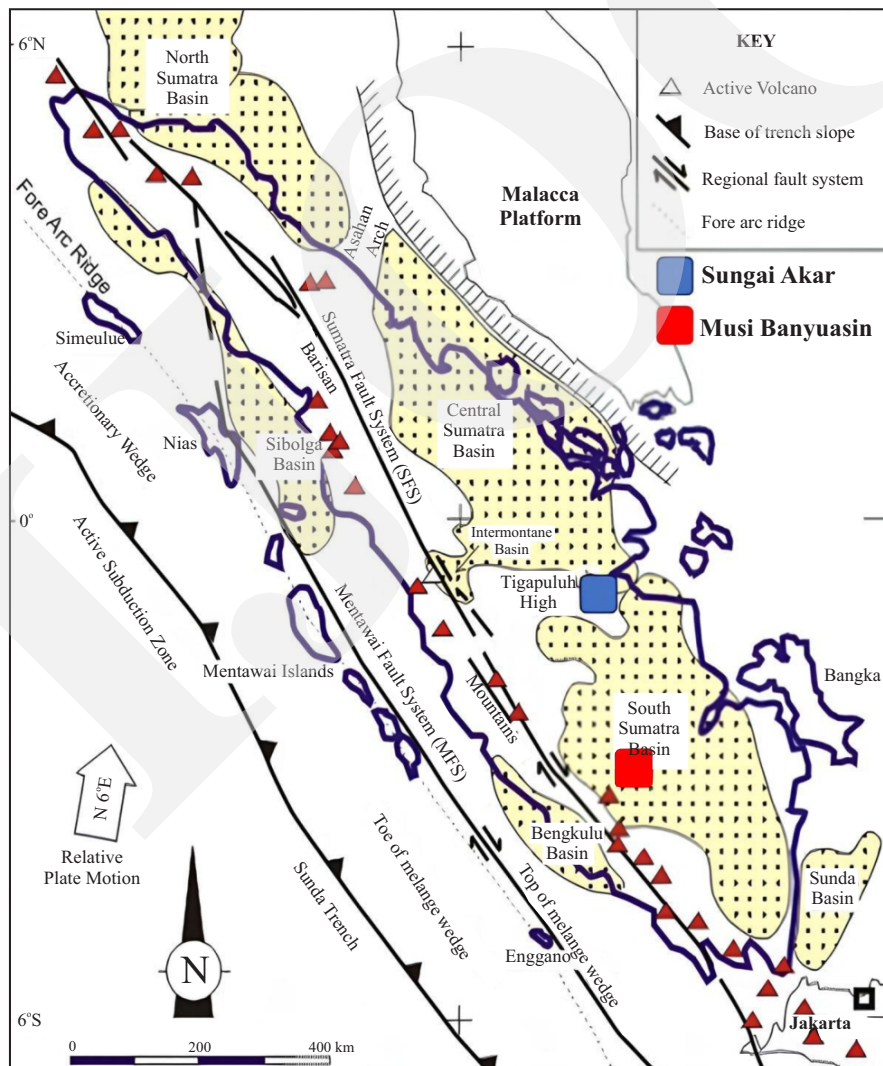 6°N
North
Sumatra
Basin
KEY
Active Volcano
Base of trench slope
Regional fault system
Fore arc ridge
Malacca
Platform
Sungai Akar
Musi Banyuasin
Asahan
Arch
Fore Arc Ridge
Simeulue
Accretionary Wedge
Nias
Barisan
Sumatra Fault System (SFS)
Sibolga
Basin
Central
Sumatra
Basin
0°
Active Subduction Zone
Intermontane
Basin
Tigapuluh
High
Mentawai Islands
Mentawai Fault System (MFS)
Mountains
Bangka
South
Sumatra
Basin
N 6°E
Relative
Plate Motion
Bengkulu
Basin
Sunda
Basin
Sunda Trench
Toe of melange wedge
Top of melange wedge
Enggano
N
6°S
Jakarta
0
200
400 km